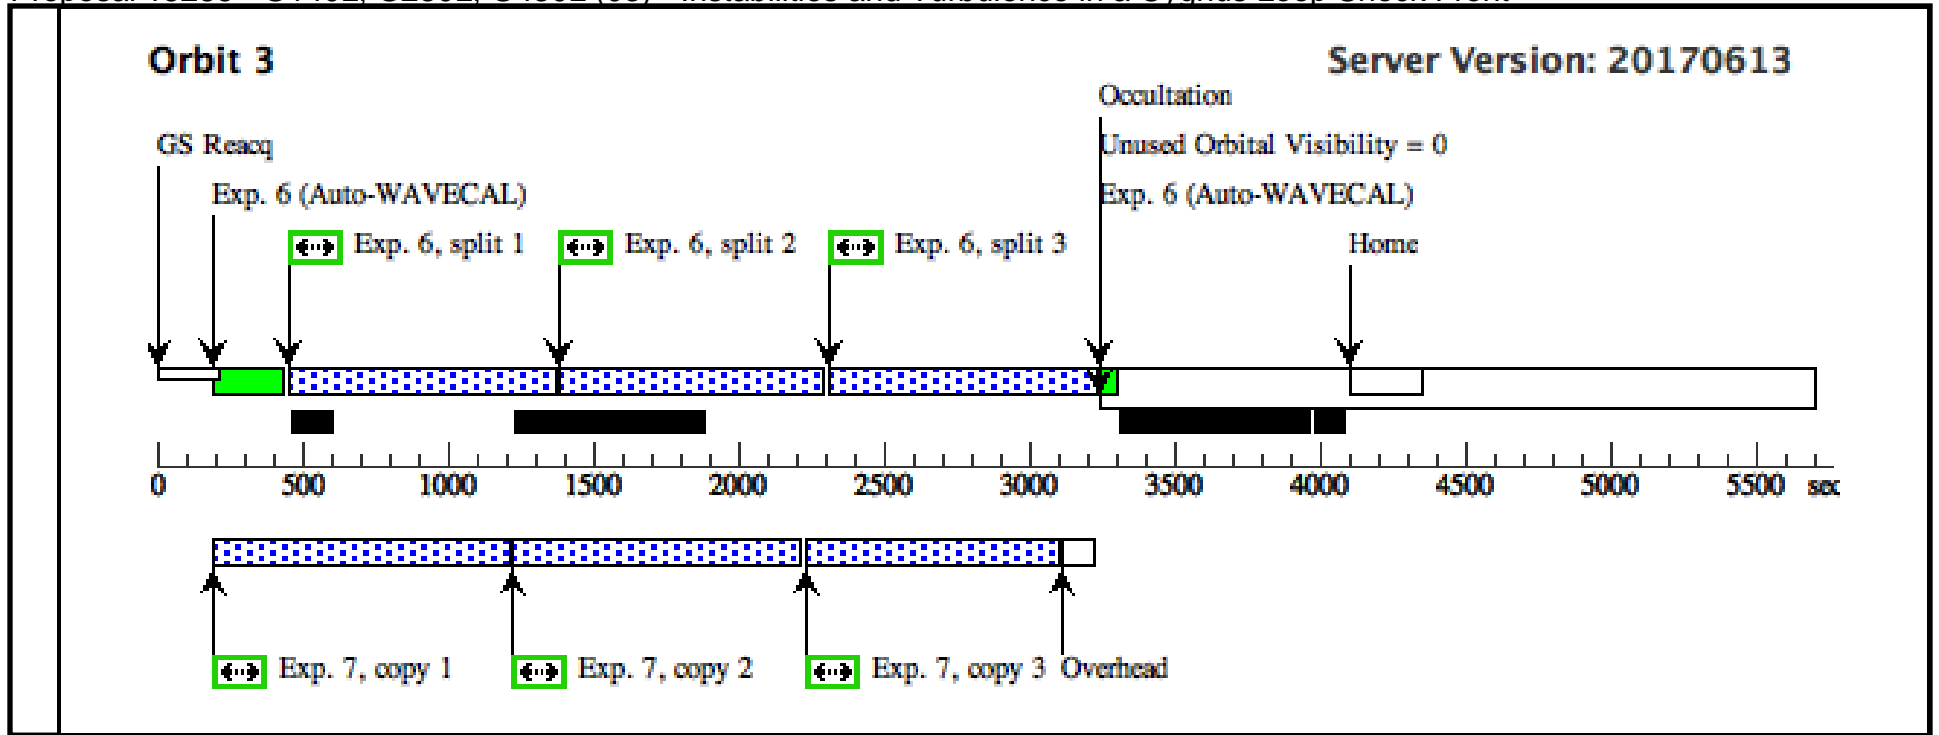 Orbit 3
Server Version: 20170613
Occultation
GS Reacq
Unused Orbital Visibility = 0
Exp. 6 (Auto-WAVECAL)
Exp. 6 (Auto-WAVECAL)
Exp. 6, split 1
Exp. 6, split 2
Exp. 6, split 3
Home
0 500 1000 1500 2000 2500 3000 3500 4000 4500 5000 5500 sec
Exp. 7, copy 1
Exp. 7, copy 2
Exp. 7, copy 3
Overhead